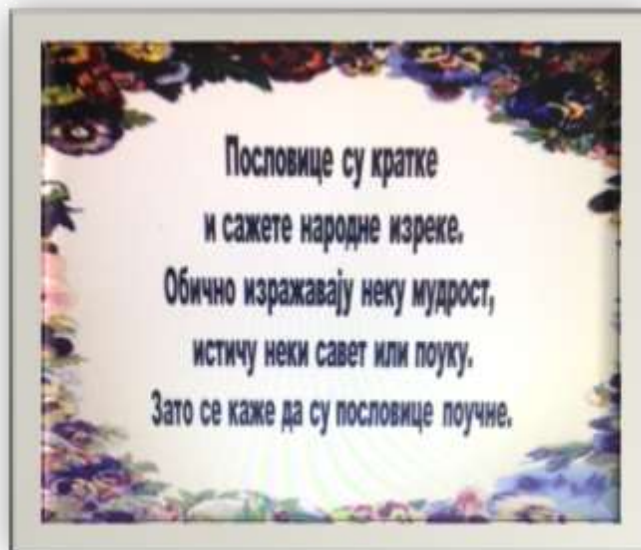 Пословице су кратке
и сажете народне изреке.
Обично изражавају неку мудрост,
истичу неки савет или поуку.
Зато се каже да су пословице поучне.